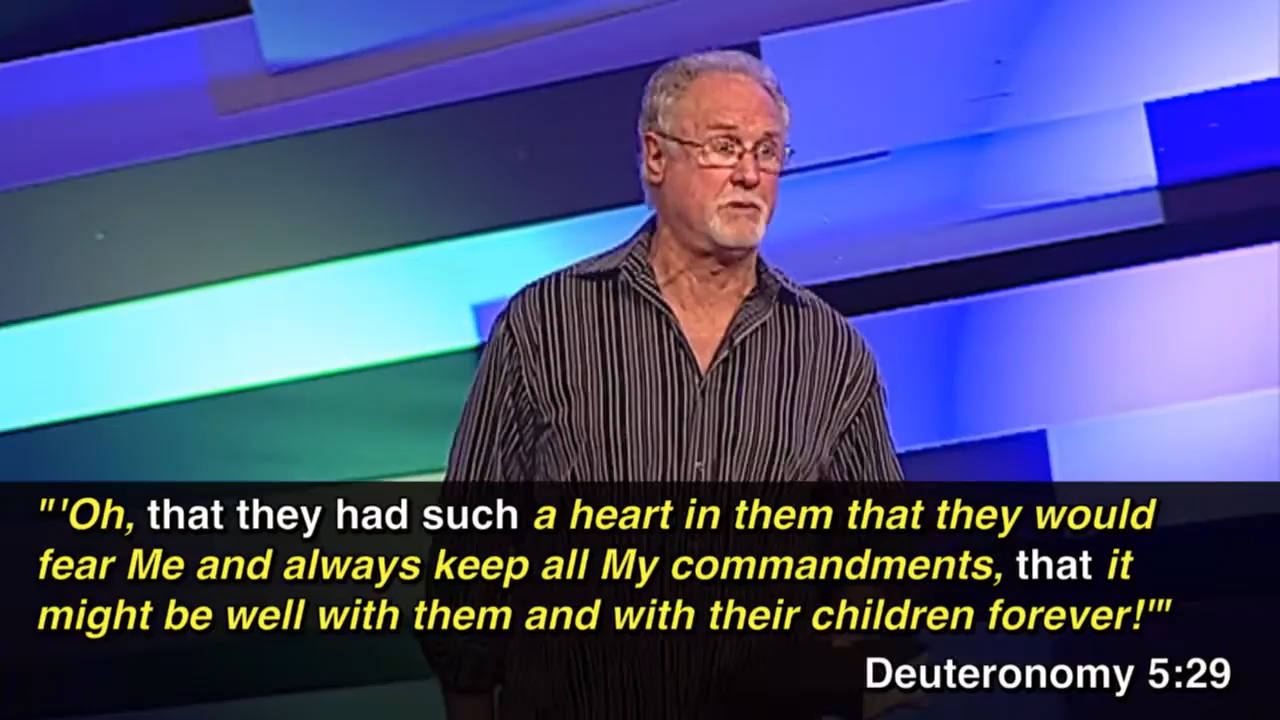 "'Oh, that they had such a heart in them that they would
fear Me and always keep all My commandments, that it
might be well with them and with their children forever!'"
Deuteronomy 5:29